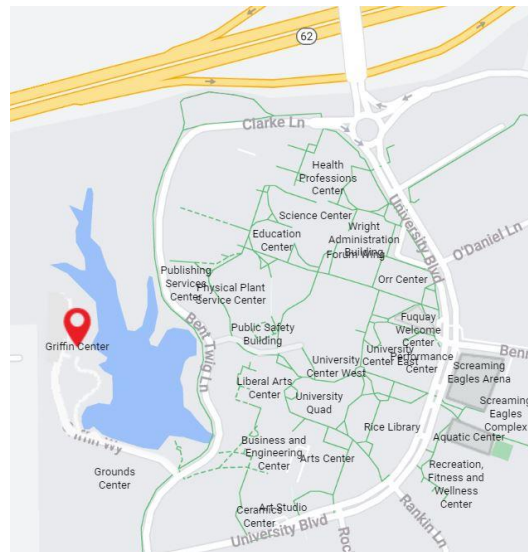 62
Clarke Ln
Health
Professions
Center
Science Center
Education
Center
Wright
Administration
Building
Forum Wing
University Blvd
O'Daniel Ln
Orr Center
Publishing
Services
Center
Physical Plant
Service Center
Bent Twig Ln
Griffin Center
Public Safety
Building
Fuquay
Welcome
Center
University
Center West
University
Center East
Performance
Center
Benn
Screaming
Eagles Arena
Liberal Arts
Center
University
Quad
Screaming
Eagles
Complex
Rice Library
Aquatic Center
Business and
Engineering
Center
Arts Center
Grounds
Center
Recreation,
Fitness and
Wellness
Center
Art Studio
Ceramics
Center
University Blvd
Roc
Rankin Ln